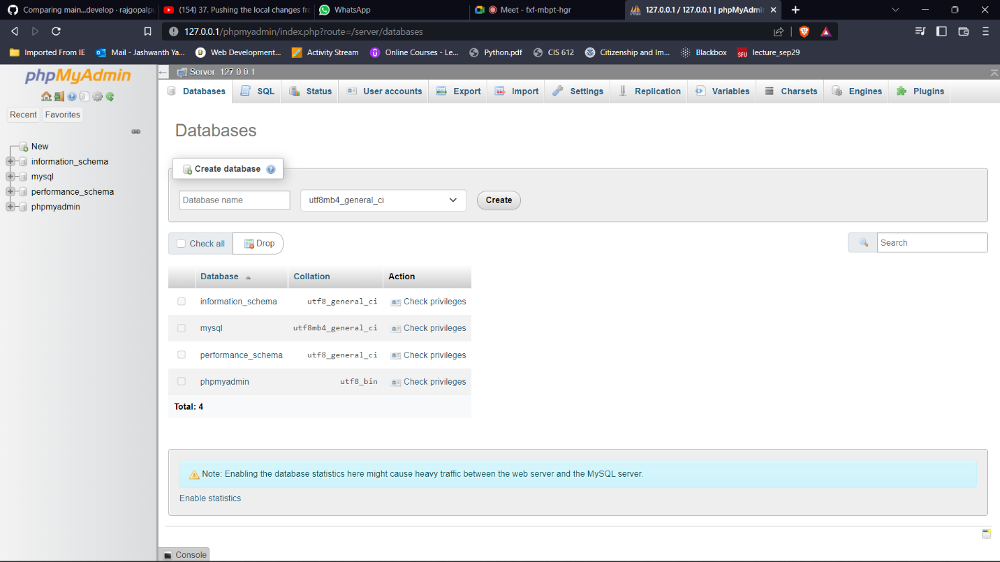 Comparing main...develop · rajgopalpu
(154) 37. Pushing the local changes fro
WhatsApp
Meet - fxf-mbpt-hgr
127.0.0.1 / 127.0.0.1 | phpMyAdmin
127.0.0.1/phpmyadmin/index.php?route=/server/databases
Imported From IE
Mail - Jashwanth Ya...
Web Development...
Activity Stream
Online Courses - Le...
Python.pdf
CIS 612
Citizenship and Im...
Blackbox
SFU
lecture_sep29
phpMyAdmin
Recent
Favorites
New
information_schema
mysql
performance_schema
phpmyadmin
Server: 127.0.0.1
Databases
SQL
Status
User accounts
Export
Import
Settings
Replication
Variables
Charsets
Engines
Plugins
Databases
Create database
Database name
utf8mb4_general_ci
Create
Check all
Drop
Search
Database Collation Action
information_schema utf8_general_ci Check privileges
mysql utf8mb4_general_ci Check privileges
performance_schema utf8_general_ci Check privileges
phpmyadmin utf8_bin Check privileges
Total: 4
Note: Enabling the database statistics here might cause heavy traffic between the web server and the MySQL server.
Enable statistics
Console